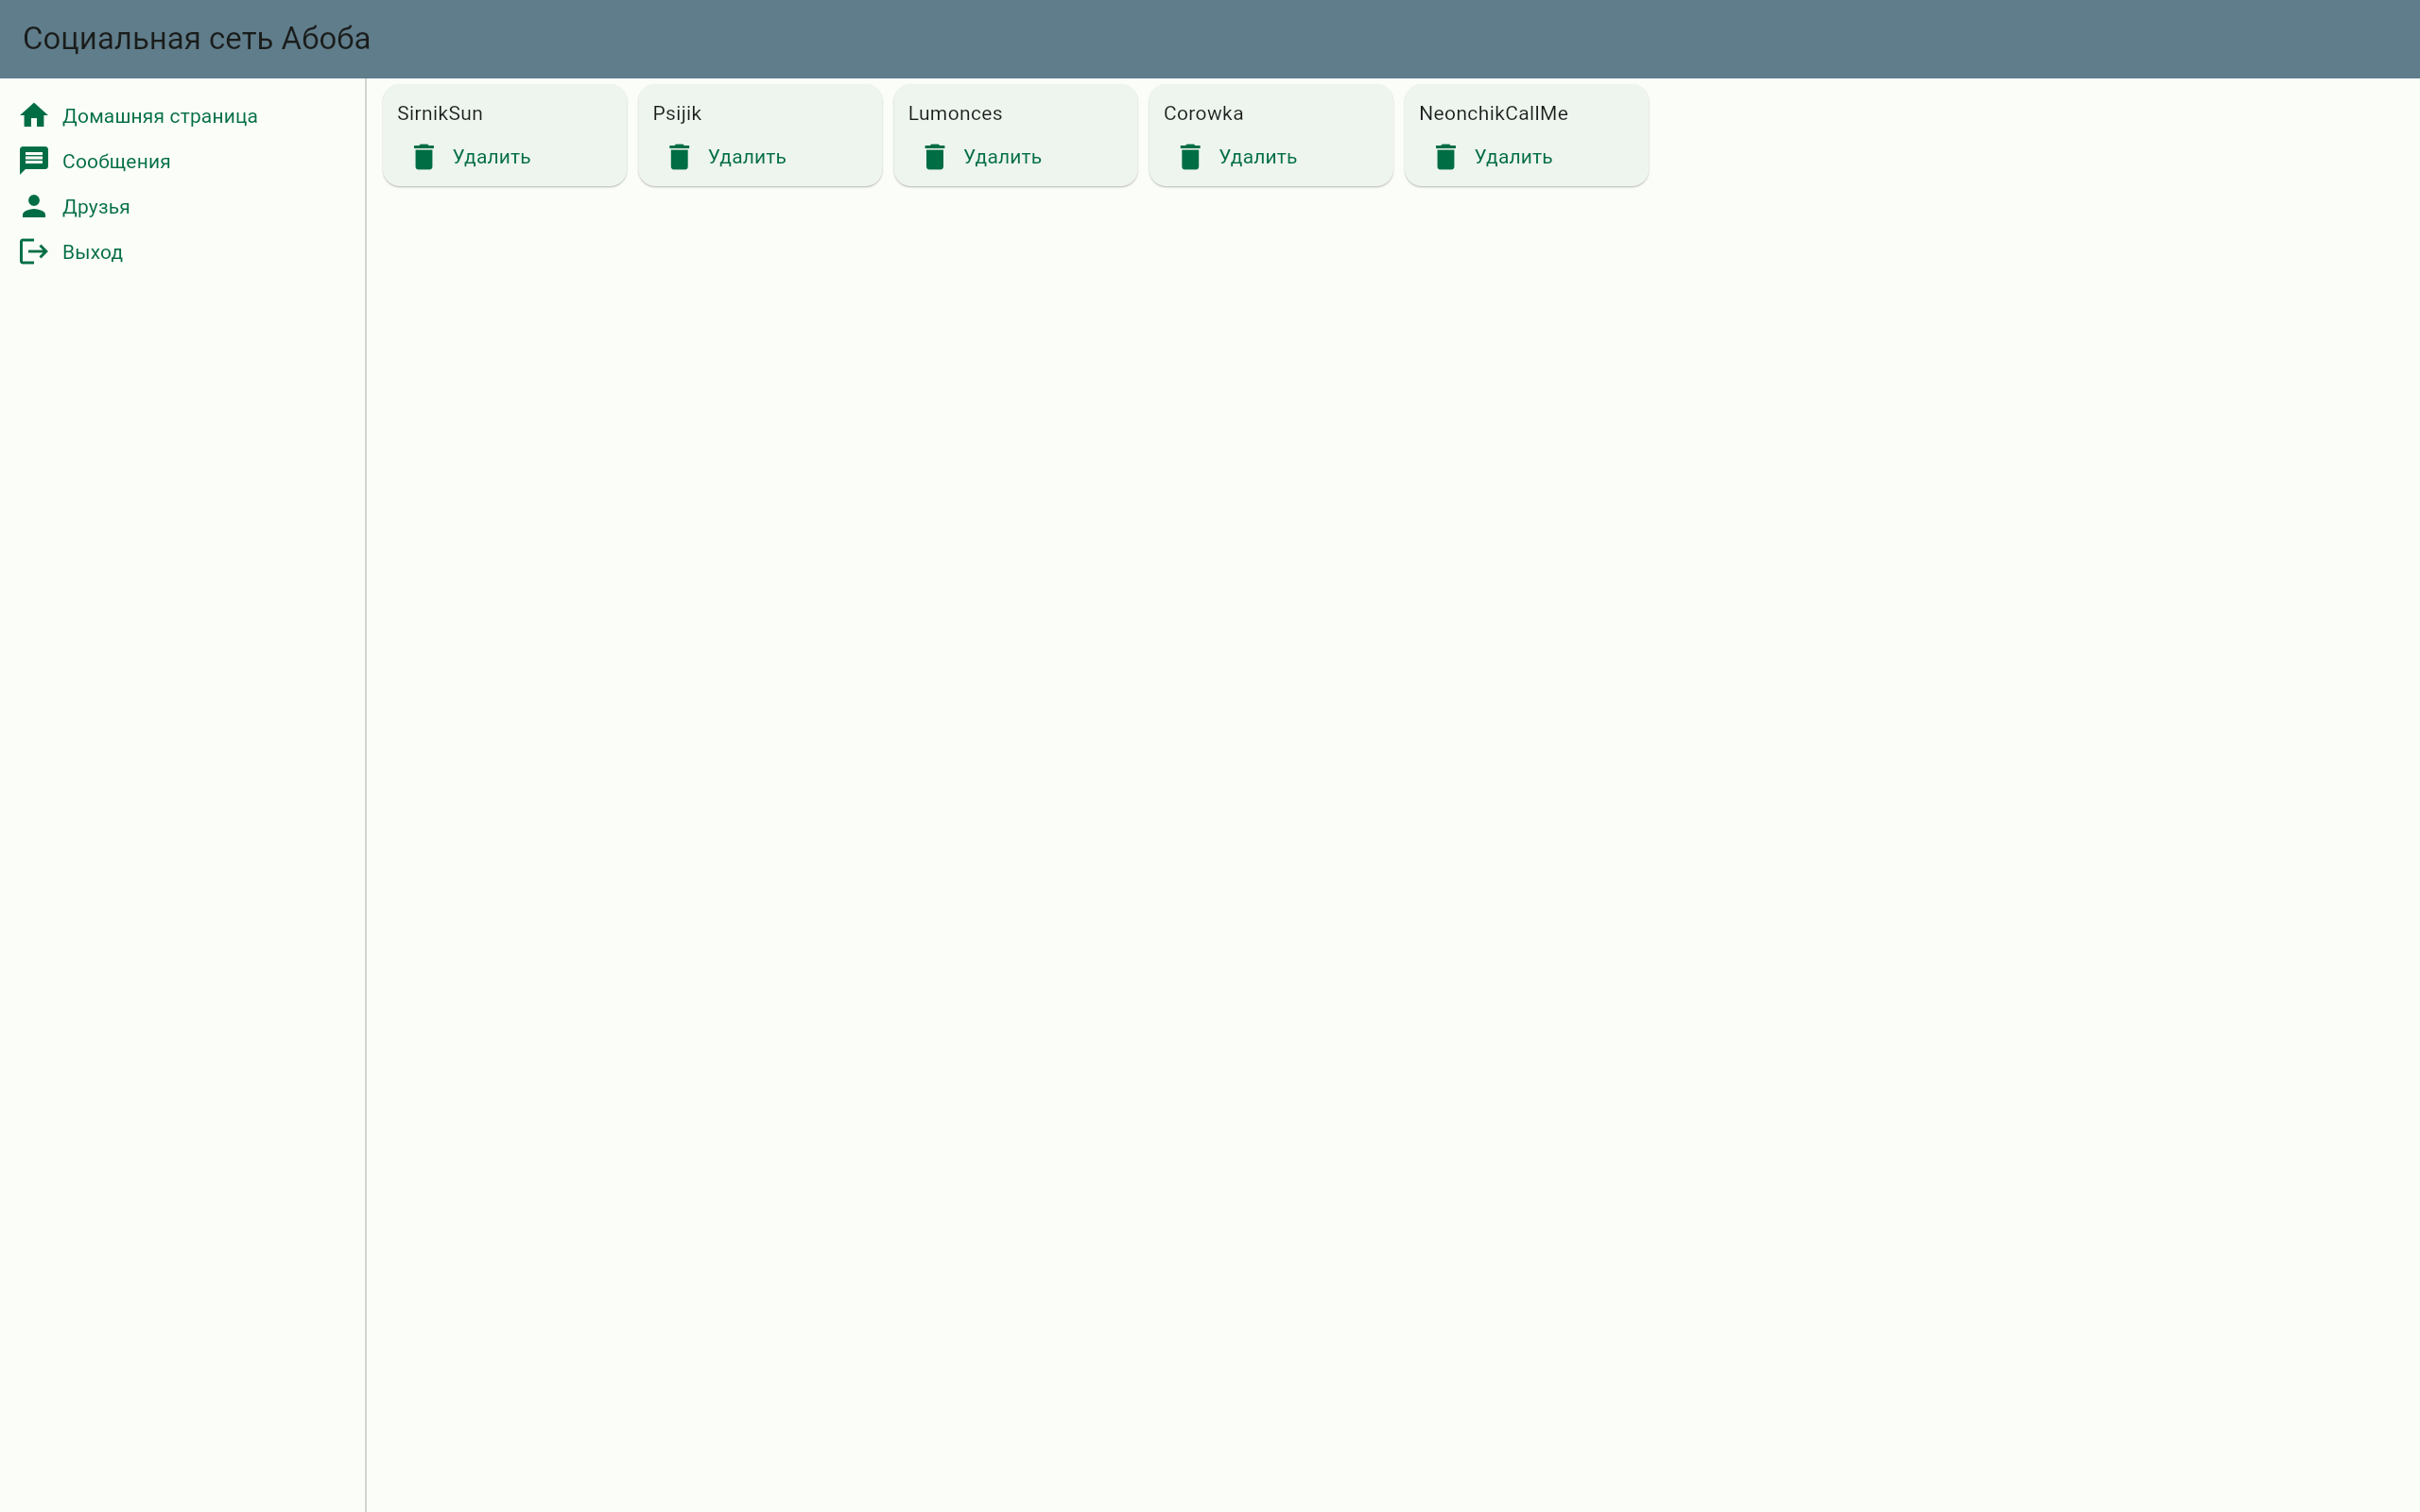 Социальная сеть Абоба
Домашняя страница
Сообщения
Друзья
Выход
SirnikSun
Удалить
Psijik
Удалить
Lumonces
Удалить
Corowka
Удалить
NeonchikCallMe
Удалить